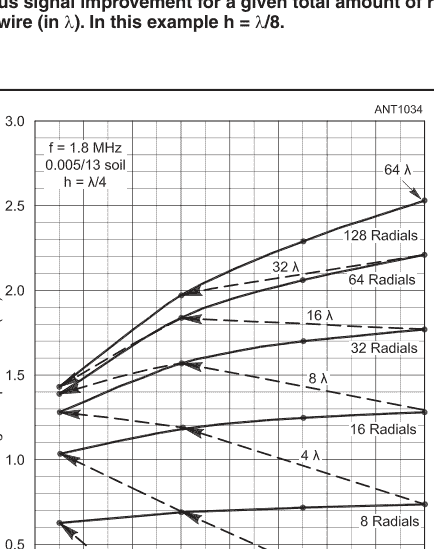 us signal improvement for a given total amount of
wire (in λ). In this example h = λ/8.
ANT1034
3.0
f = 1.8 MHz
0.005/13 soil
h = λ/4
64 λ
2.5
128 Radials
32 λ
64 Radials
2.0
16 λ
32 Radials
1.5
8 λ
16 Radials
1.0
4 λ
8 Radials
0.5